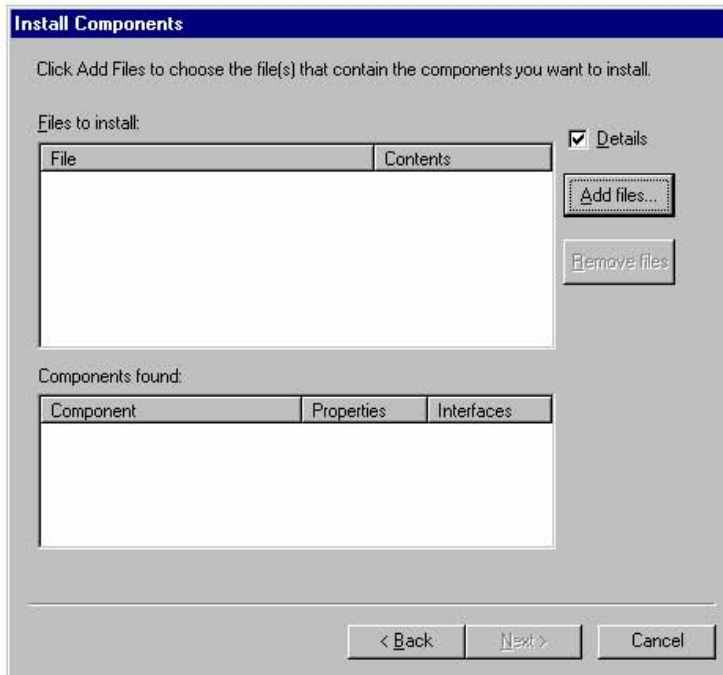 Install Components
Click Add Files to choose the file(s) that contain the components you want to install.
Files to install:
Details
File Contents
Add files...
Remove files
Components found:
Component Properties Interfaces
< Back Next > Cancel